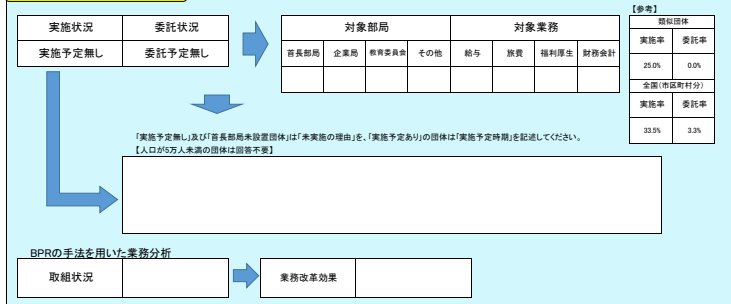 【参考】
実施状況 委託状況
実施予定無し 委託予定無し
対象部局 対象業務
首長部局 企業局 教育委員会 その他 給与 旅費 福利厚生 財務会計
類似団体
実施率 委託率
25.0% 0.0%
全国(市区町村分)
実施率 委託率
33.5% 3.3%
「実施予定無し」及び「首長部局未設置団体」は「未実施の理由」を、「実施予定あり」の団体は「実施予定時期」を記述してください。
【人口が5万人未満の団体は回答不要】
BPRの手法を用いた業務分析
取組状況
業務改革効果